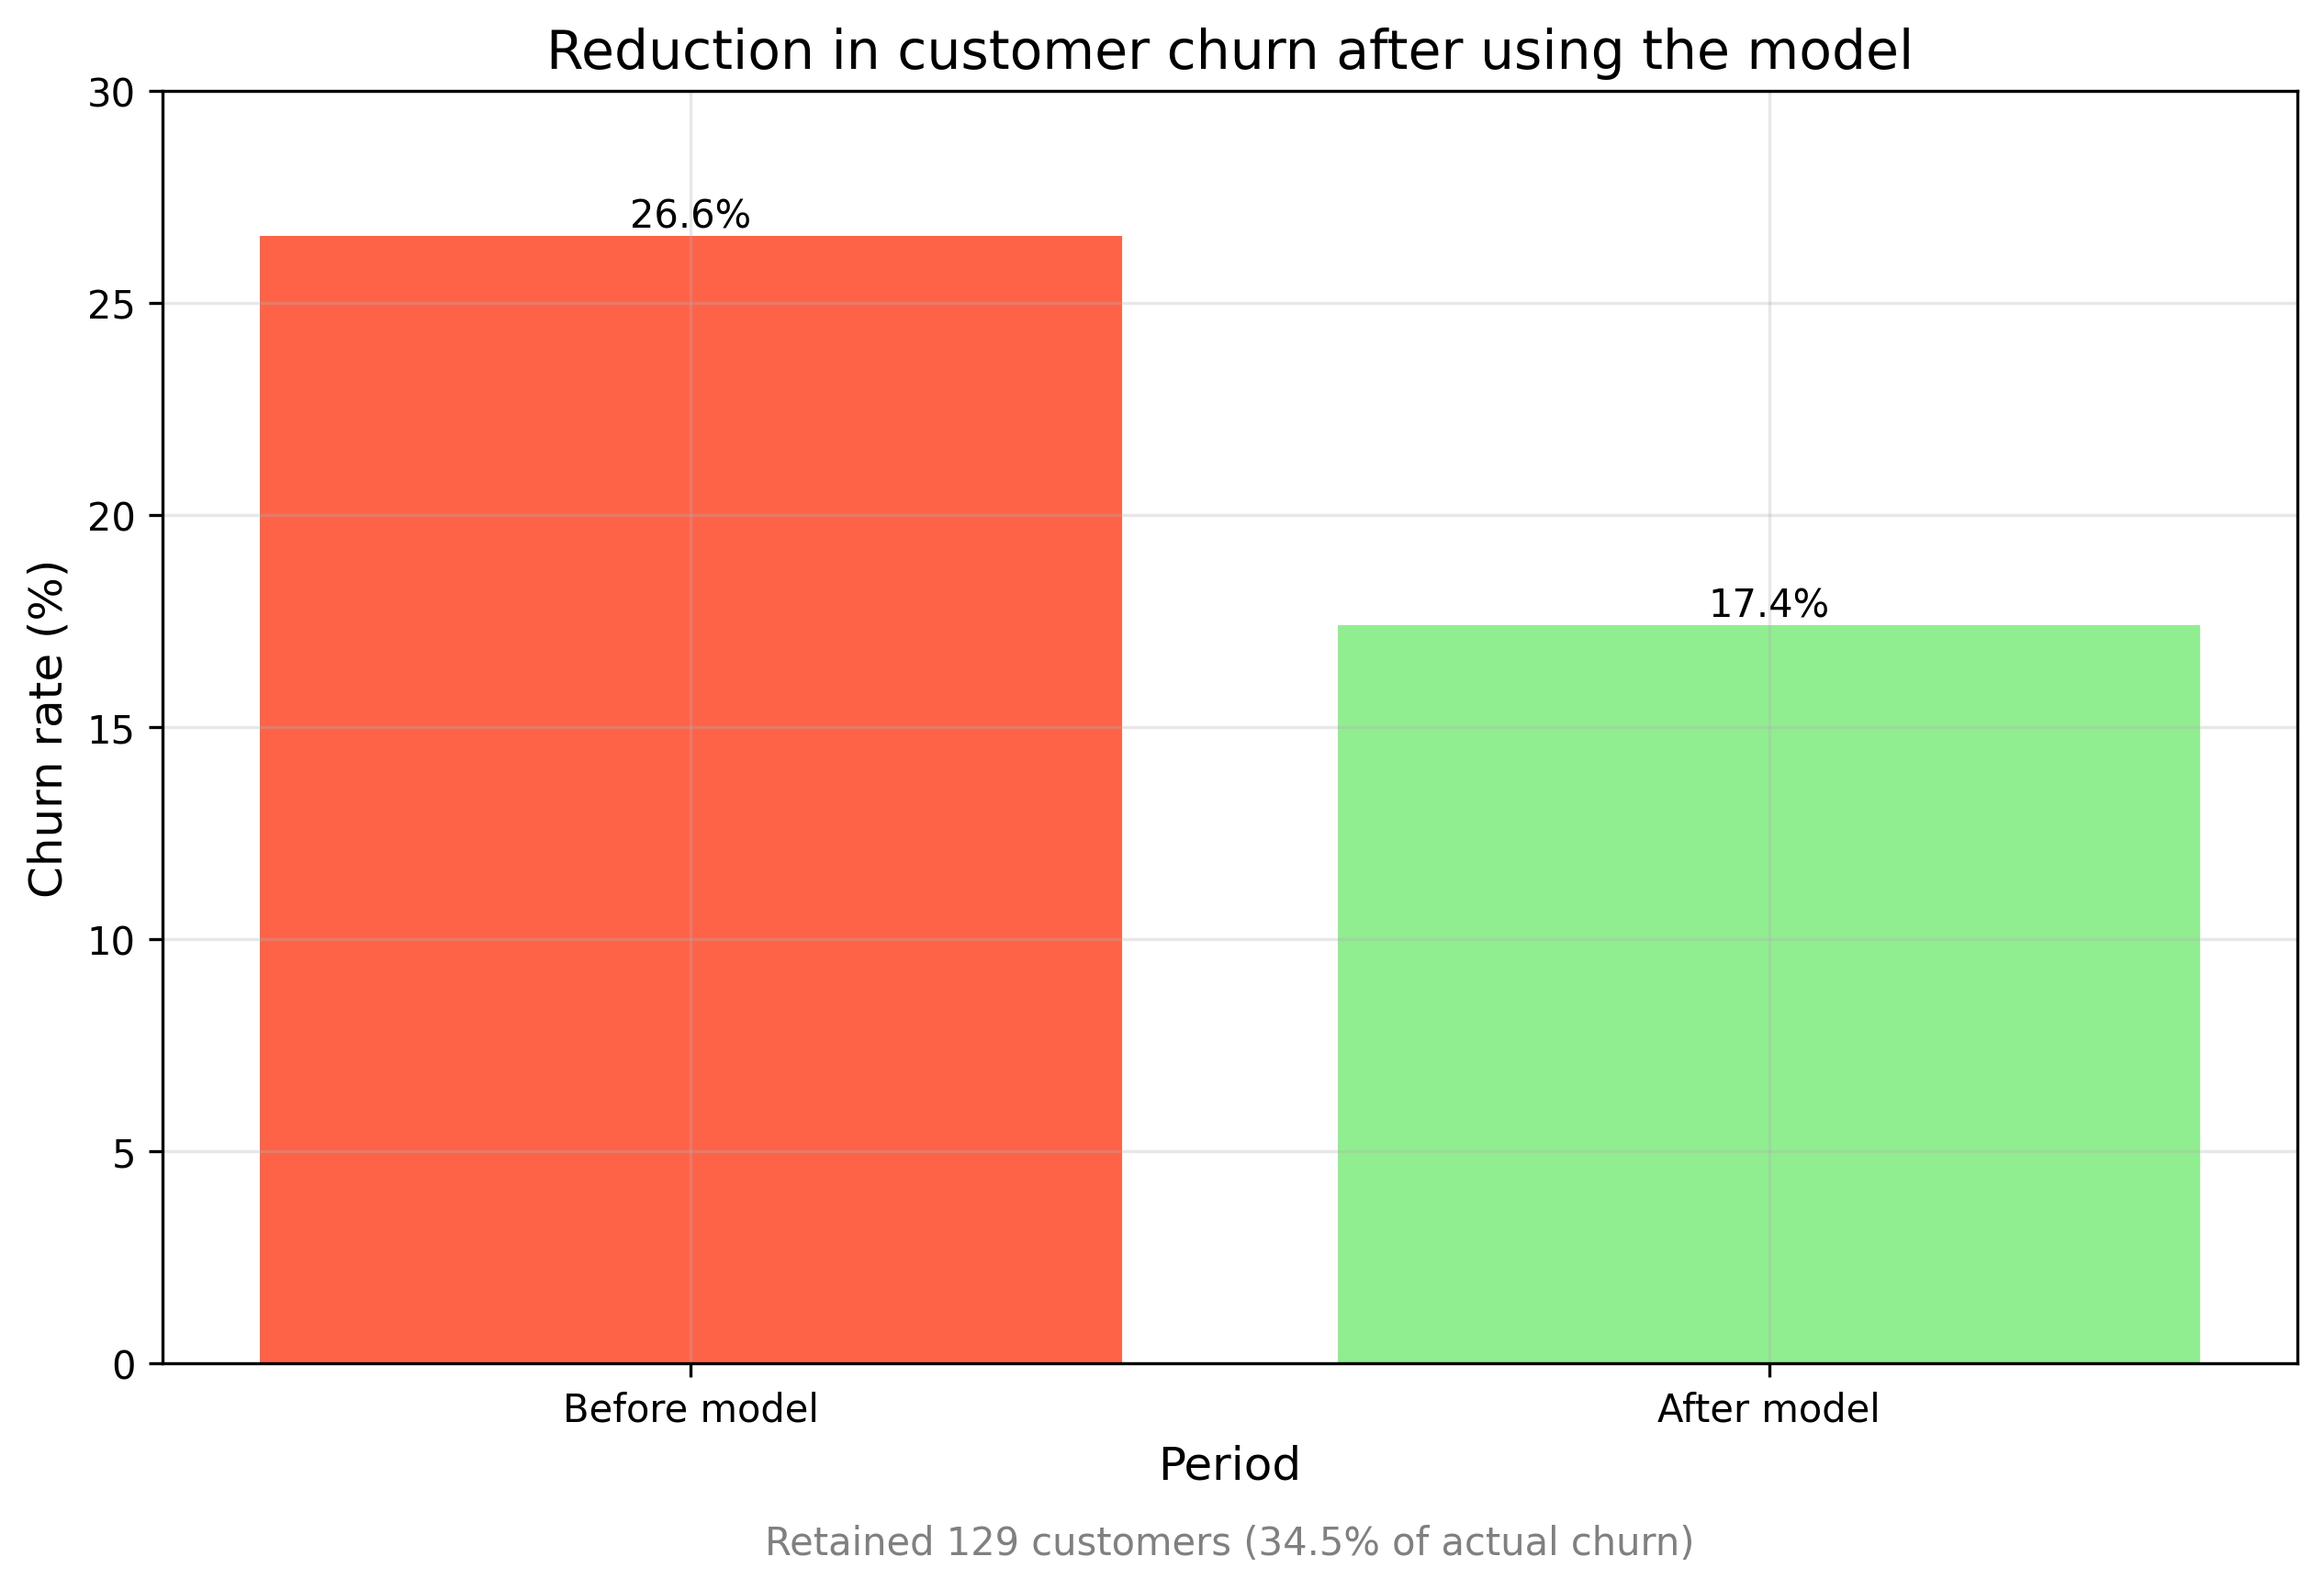 Reduction in customer churn after using the model
30
25
20
15
10
5
0
Churn rate (%)
26.6%
17.4%
Before model
After model
Period
Retained 129 customers (34.5% of actual churn)